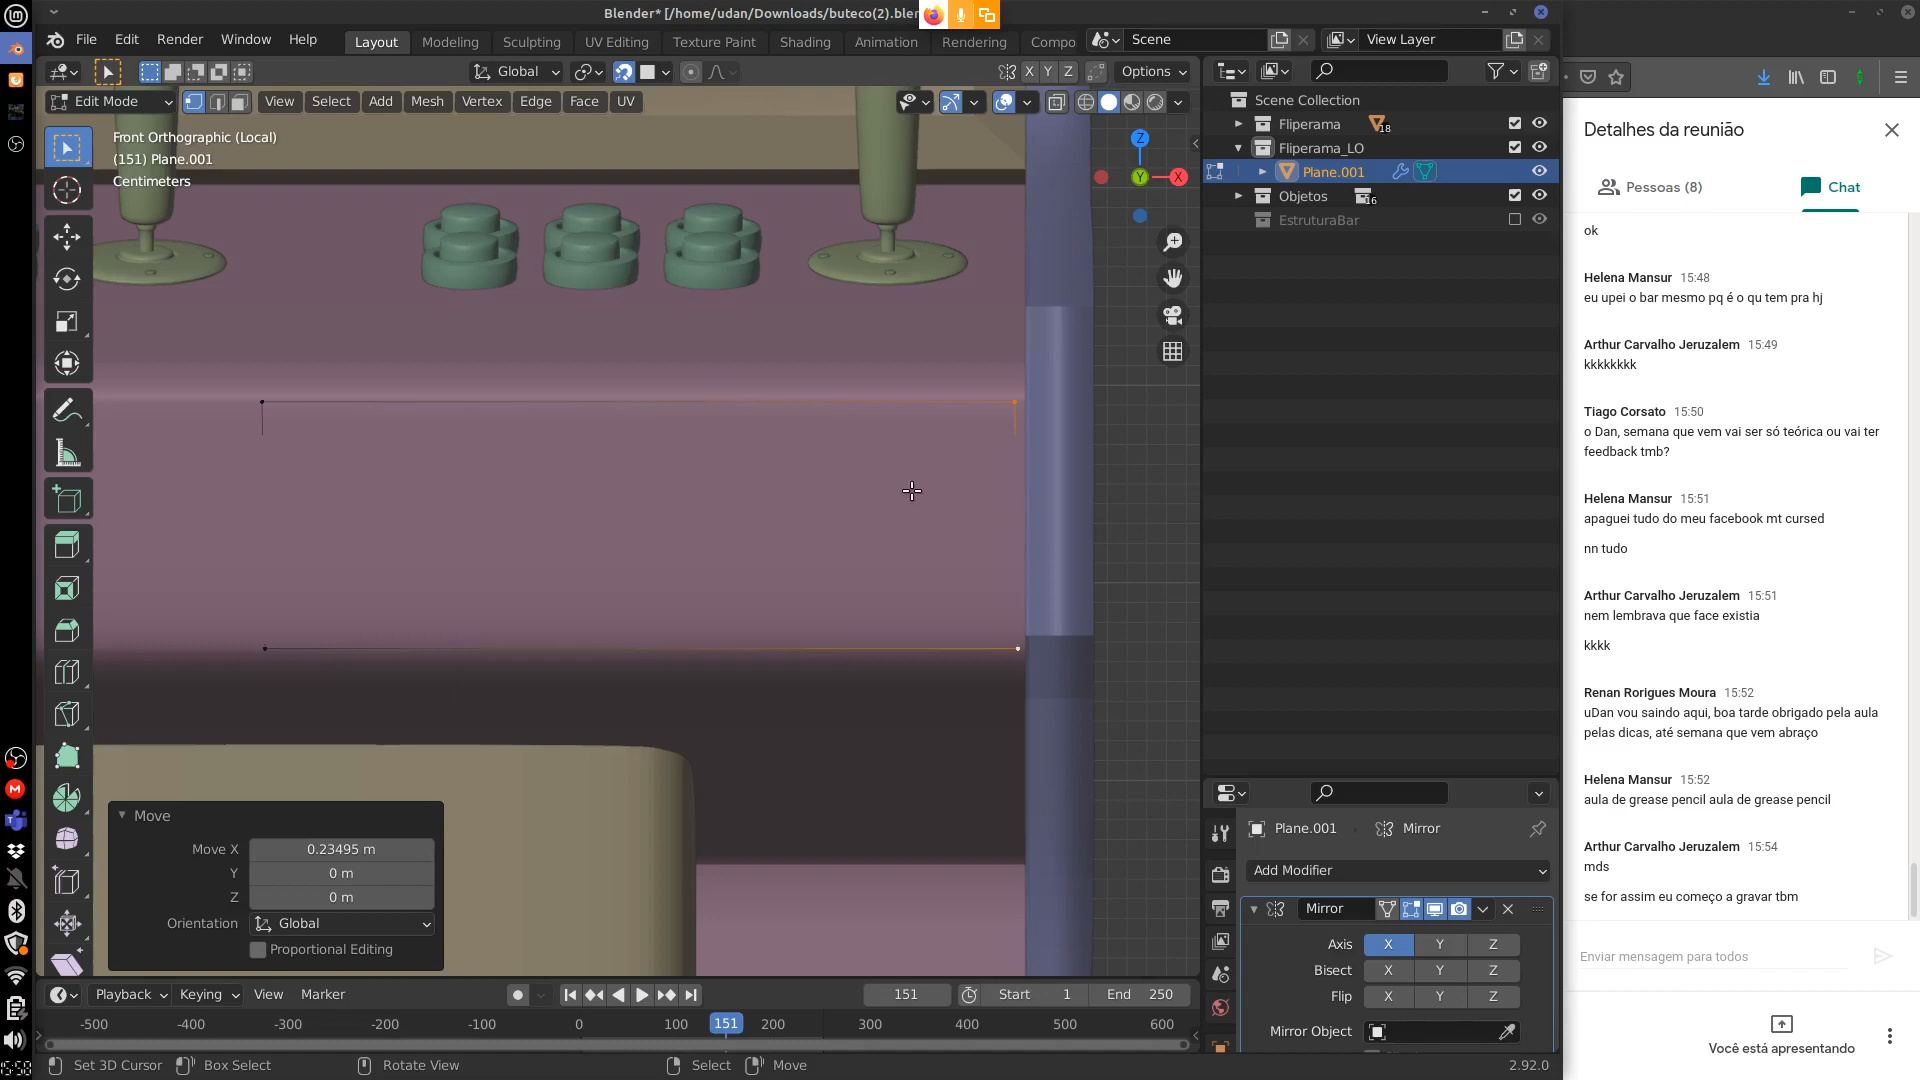 Blender* [/home/udan/Downloads/buteco(2).blen
File Edit Render Window Help
Layout Modeling Sculpting UV Editing Texture Paint Shading Animation Rendering Compo
Scene
View Layer
Global
X Y Z
Options
Edit Mode
View Select Add Mesh Vertex Edge Face UV
Front Orthographic (Local)
(151) Plane.001
Centimeters
Z
Y
X
Scene Collection
Fliperama 18
Fliperama_LO
Plane.001
Objetos 16
EstruturaBar
Move
Move X 0.23495 m
Y 0 m
Z 0 m
Orientation Global
Proportional Editing
Plane.001 Mirror
Add Modifier
Mirror
Axis X Y Z
Bisect X Y Z
Flip X Y Z
Mirror Object
Playback Keying View Marker
151
Start 1
End 250
-500 -400 -300 -200 -100 0 100 151 200 300 400 500 600
Set 3D Cursor
Box Select
Rotate View
Select
Move
2.92.0
Detalhes da reunião
Pessoas (8)
Chat
ok
Helena Mansur 15:48
eu upei o bar mesmo pq é o qu tem pra hj
Arthur Carvalho Jeruzalem 15:49
kkkkkkkk
Tiago Corsato 15:50
o Dan, semana que vem vai ser só teórica ou vai ter
feedback tmb?
Helena Mansur 15:51
apaguei tudo do meu facebook mt cursed
nn tudo
Arthur Carvalho Jeruzalem 15:51
nem lembrava que face existia
kkkk
Renan Rorigues Moura 15:52
uDan vou saindo aqui, boa tarde obrigado pela aula
pelas dicas, até semana que vem abraço
Helena Mansur 15:52
aula de grease pencil aula de grease pencil
Arthur Carvalho Jeruzalem 15:54
mds
se for assim eu começo a gravar tbm
Enviar mensagem para todos
Você está apresentando